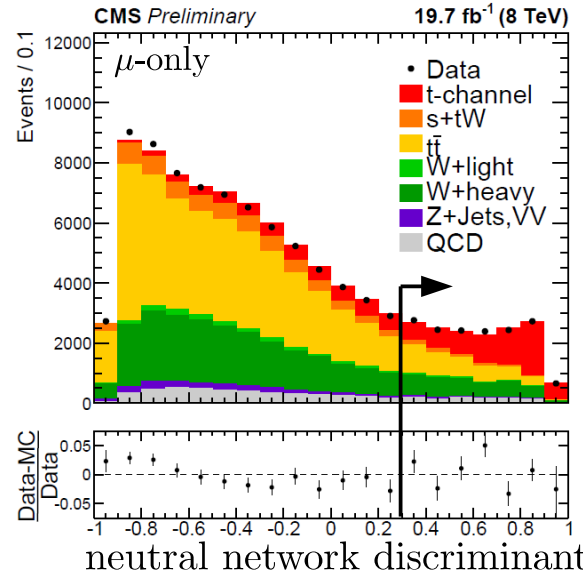 CMS Preliminary 19.7 fb⁻¹ (8 TeV)
Events / 0.1
12000
10000
8000
6000
4000
2000
0
μ-only
Data
t-channel
s+tW
tt̄
W+light
W+heavy
Z+Jets,VV
QCD
Data-MC
Data
0.05
0
-0.05
-1 -0.8 -0.6 -0.4 -0.2 0 0.2 0.4 0.6 0.8 1
neutral network discriminant